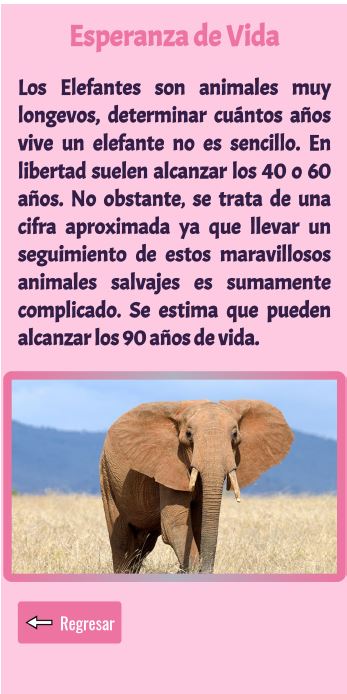 Esperanza de Vida
Los Elefantes son animales muy
longevos, determinar cuántos años
vive un elefante no es sencillo. En
libertad suelen alcanzar los 40 o 60
años. No obstante, se trata de una
cifra aproximada ya que llevar un
seguimiento de estos maravillosos
animales salvajes es sumamente
complicado. Se estima que pueden
alcanzar los 90 años de vida.
Regresar